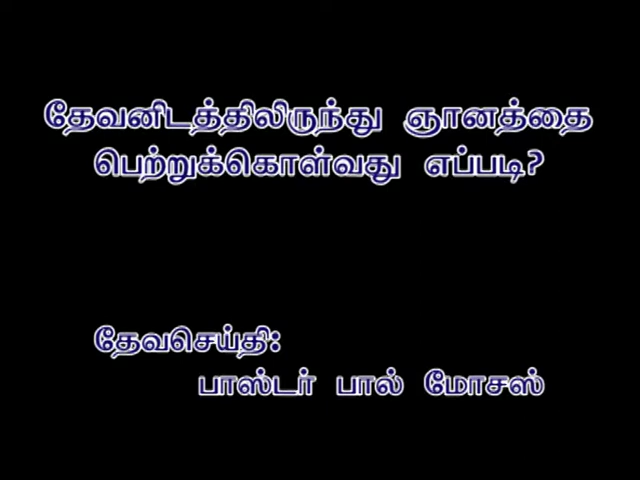 தேவனிடத்திலிருந்து ஞானத்தை
பெற்றுக்கொள்வது எப்படி?
தேவசெய்தி:
பாஸ்டர் பால் மோசஸ்